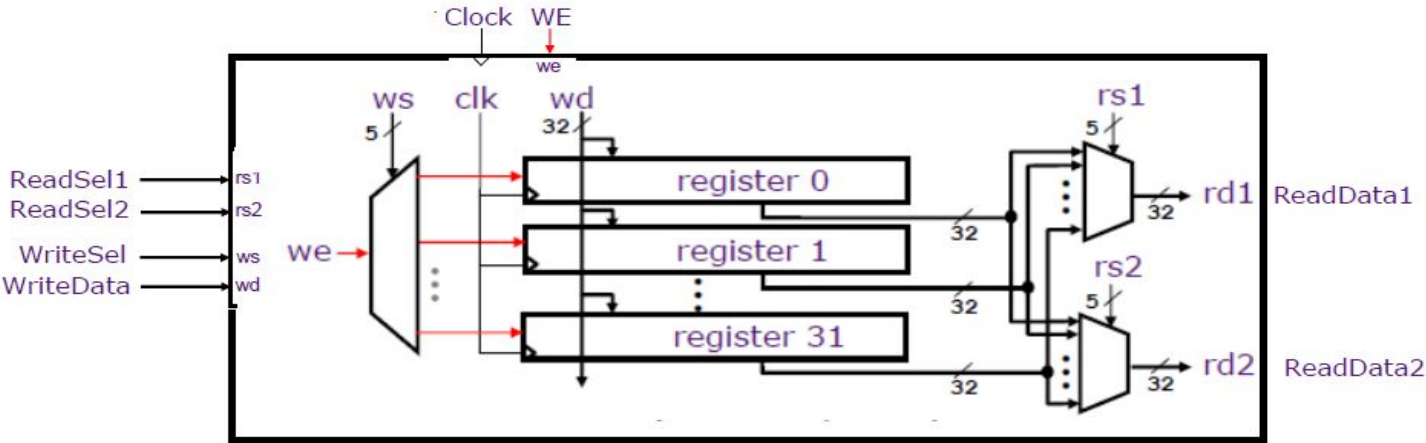 Clock WE
we
ws clk wd rs1
5 32 5
ReadSel1 rs1
register 0
rd1 ReadData1
ReadSel2 rs2
32 32
WriteSel ws
we
register 1
rs2
WriteData wd
32 5
register 31
rd2 ReadData2
32 32